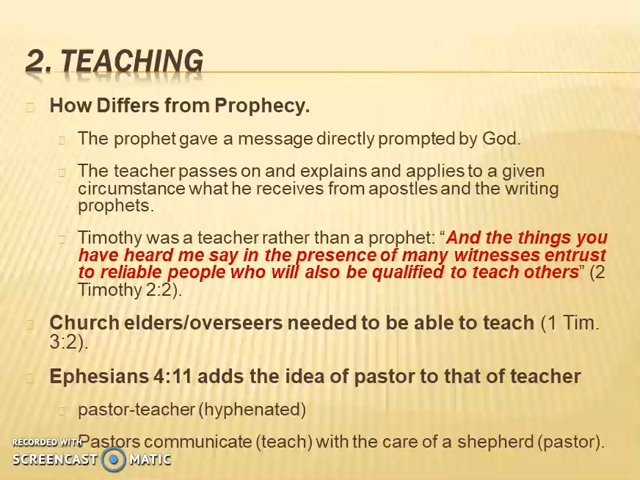 2. TEACHING
How Differs from Prophecy.
The prophet gave a message directly prompted by God.
The teacher passes on and explains and applies to a given
circumstance what he receives from apostles and the writing
prophets.
Timothy was a teacher rather than a prophet: “And the things you
have heard me say in the presence of many witnesses entrust
to reliable people who will also be qualified to teach others” (2
Timothy 2:2).
Church elders/overseers needed to be able to teach (1 Tim.
3:2).
Ephesians 4:11 adds the idea of pastor to that of teacher
pastor-teacher (hyphenated)
Pastors communicate (teach) with the care of a shepherd (pastor).
RECORDED WITH
SCREENCAST MATIC